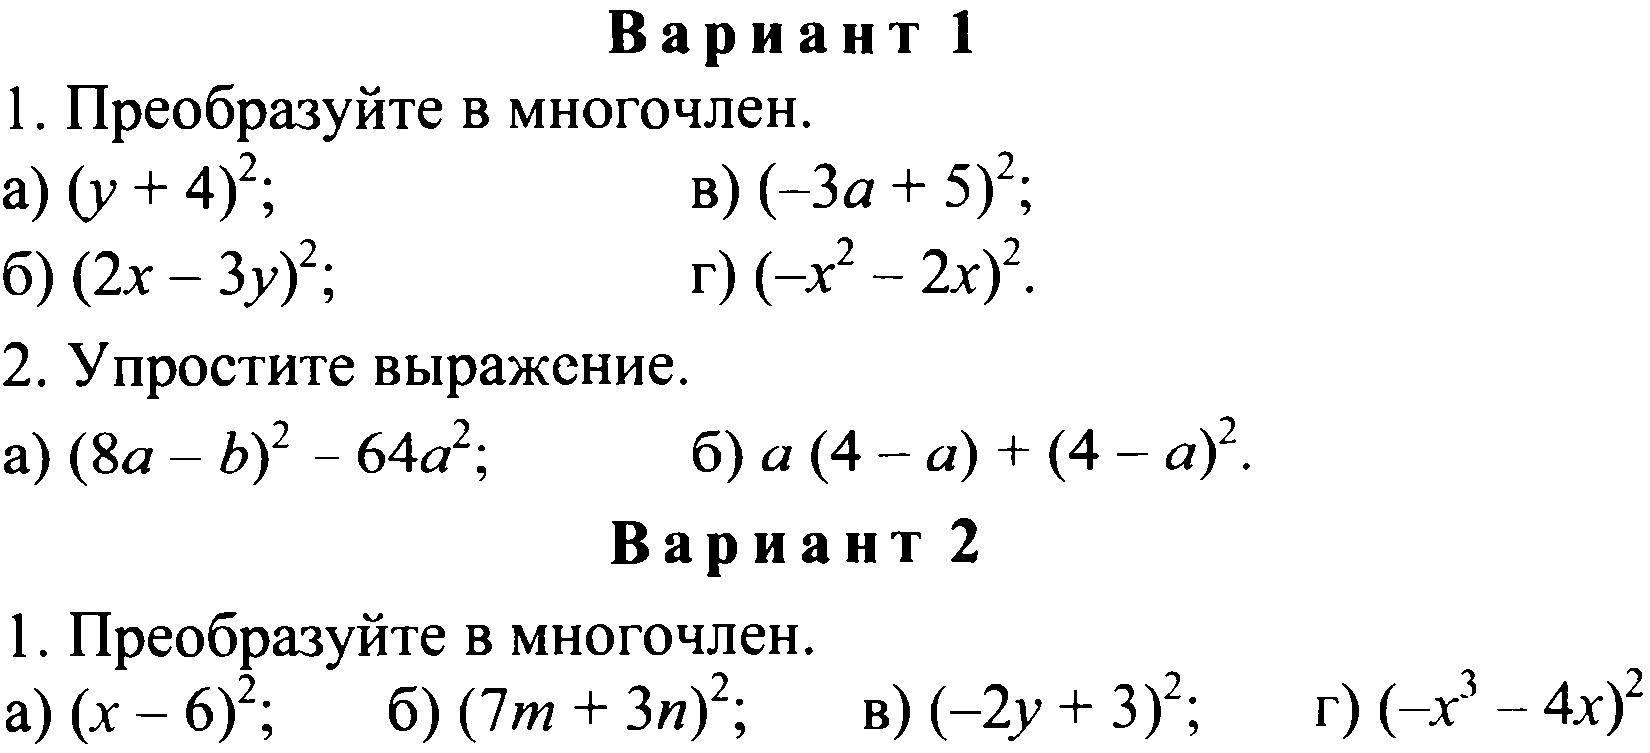 Вариант 1
1. Преобразуйте в многочлен.
а) (y + 4)²; в) (–3a + 5)²;
б) (2x – 3y)²; г) (–x² – 2x)².
2. Упростите выражение.
а) (8a – b)² – 64a²; б) a (4 – a) + (4 – a)².
Вариант 2
1. Преобразуйте в многочлен.
а) (x – 6)²; б) (7m + 3n)²; в) (–2y + 3)²; г) (–x³ – 4x)²